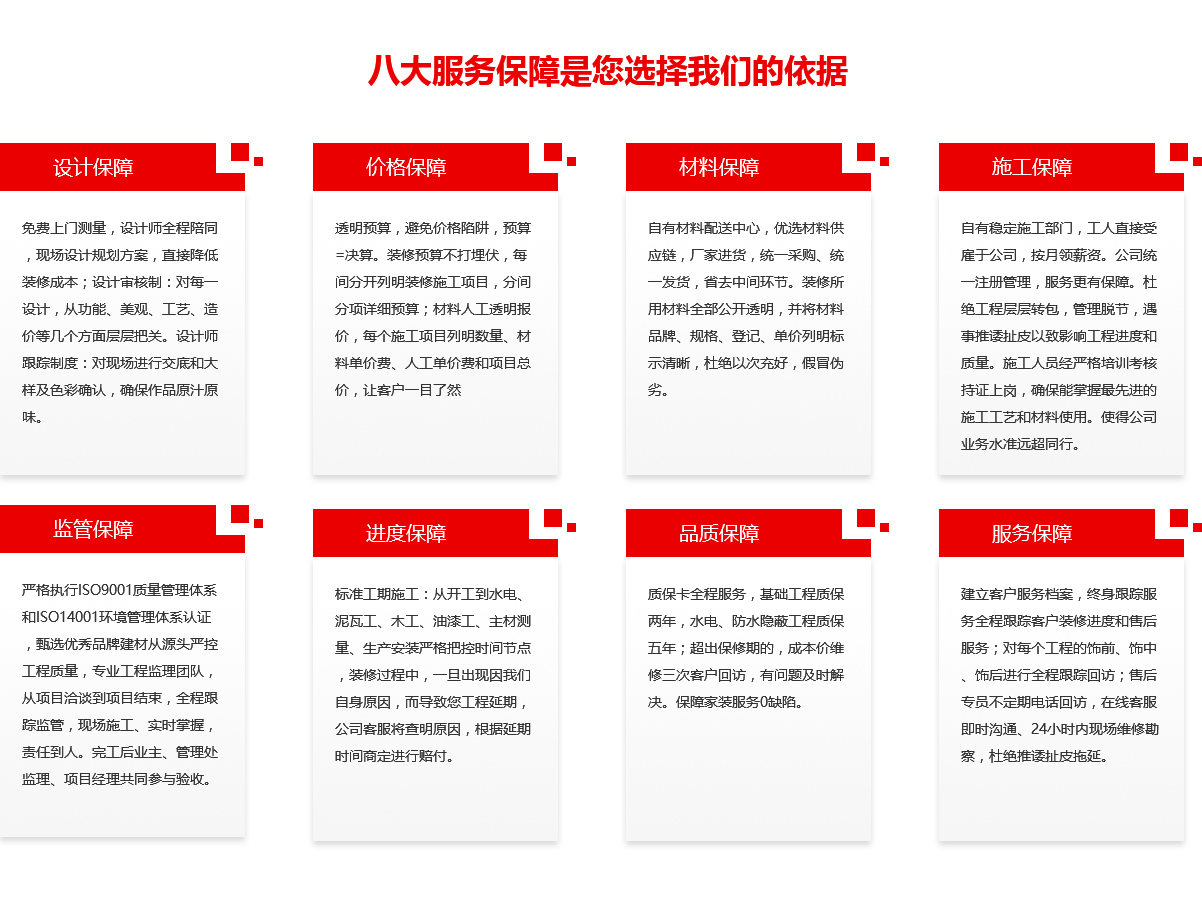 八大服务保障是您选择我们的依据
设计保障
免费上门测量，设计师全程陪同
，现场设计规划方案，直接降低
装修成本；设计审核制：对每一
设计，从功能、美观、工艺、造
价等几个方面层层把关。设计师
跟踪制度：对现场进行交底和大
样及色彩确认，确保作品原汁原
味。
价格保障
透明预算，避免价格陷阱，预算
=决算。装修预算不打埋伏，每
间分开列明装修施工项目，分间
分项详细预算；材料人工透明报
价，每个施工项目列明数量、材
料单价费、人工单价费和项目总
价，让客户一目了然
材料保障
自有材料配送中心，优选材料供
应链，厂家进货，统一采购、统
一发货，省去中间环节。装修所
用材料全部公开透明，并将材料
品牌、规格、登记、单价列明标
示清晰，杜绝以次充好，假冒伪
劣。
施工保障
自有稳定施工部门，工人直接受
雇于公司，按月领薪资。公司统
一注册管理，服务更有保障。杜
绝工程层层转包，管理脱节，遇
事推诿扯皮以致影响工程进度和
质量。施工人员经严格培训考核
持证上岗，确保能掌握最先进的
施工工艺和材料使用。使得公司
业务水准远超同行。
监管保障
严格执行ISO9001质量管理体系
和ISO14001环境管理体系认证
，甄选优秀品牌建材从源头严控
工程质量，专业工程监理团队，
从项目洽谈到项目结束，全程跟
踪监管，现场施工、实时掌握，
责任到人。完工后业主、管理处
监理、项目经理共同参与验收。
进度保障
标准工期施工：从开工到水电、
泥瓦工、木工、油漆工、主材测
量、生产安装严格把控时间节点
，装修过程中，一旦出现因我们
自身原因，而导致您工程延期，
公司客服将查明原因，根据延期
时间商定进行赔付。
品质保障
质保卡全程服务，基础工程质保
两年，水电、防水隐蔽工程质保
五年；超出保修期的，成本价维
修三次客户回访，有问题及时解
决。保障家装服务0缺陷。
服务保障
建立客户服务档案，终身跟踪服
务全程跟踪客户装修进度和售后
服务；对每个工程的饰前、饰中
、饰后进行全程跟踪回访；售后
专员不定期电话回访，在线客服
即时沟通、24小时内现场维修勘
察，杜绝推诿扯皮拖延。